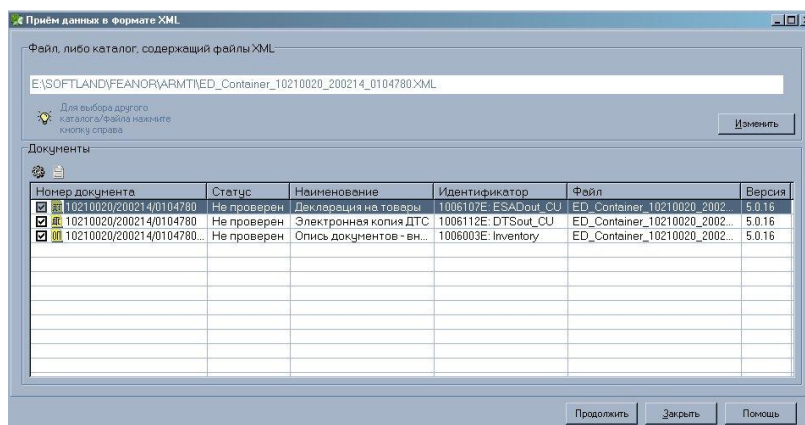 Приём данных в формате XML
Файл, либо каталог, содержащий файлы XML
E:\SOFTLAND\FEANOR\ARMTI\ED_Container_10210020_200214_0104780.XML
Для выбора другого
каталога/файла нажмите
кнопку справа
Изменить
Документы
Номер документа Статус Наименование Идентификатор Файл Версия
ДТ 10210020/200214/0104780 Не проверен Декларация на товары 1006107E: ESADout_CU ED_Container_10210020_2002... 5.0.16
10210020/200214/0104780 Не проверен Электронная копия ДТС 1006112E: DTSout_CU ED_Container_10210020_2002... 5.0.16
ОП 10210020/200214/0104780... Не проверен Опись документов - вн... 1006003E: Inventory ED_Container_10210020_2002... 5.0.16
Продолжить Закрыть Помощь